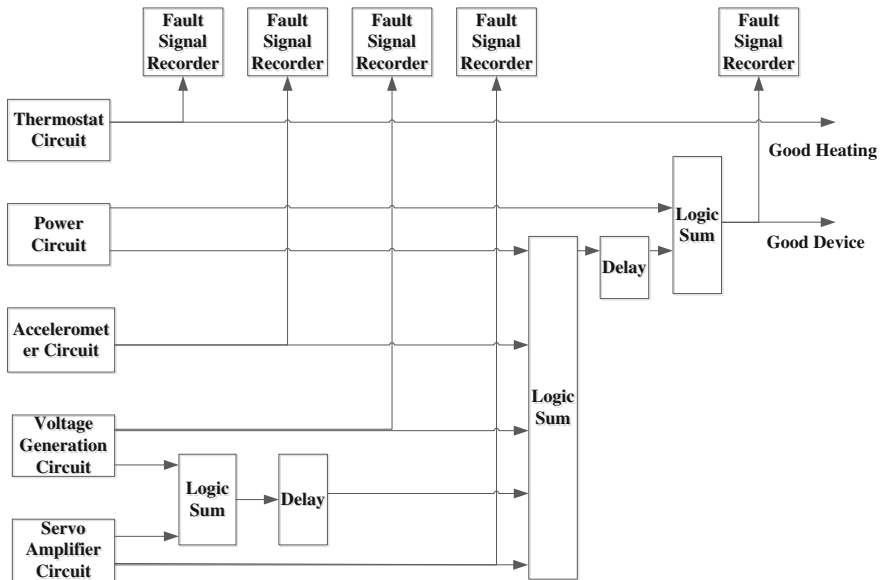 Fault
Signal
Recorder
Fault
Signal
Recorder
Fault
Signal
Recorder
Fault
Signal
Recorder
Fault
Signal
Recorder
Thermostat
Circuit
Good Heating
Power
Circuit
Logic
Sum
Good Device
Delay
Acceleromet
er Circuit
Logic
Sum
Voltage
Generation
Circuit
Logic
Sum
Delay
Servo
Amplifier
Circuit